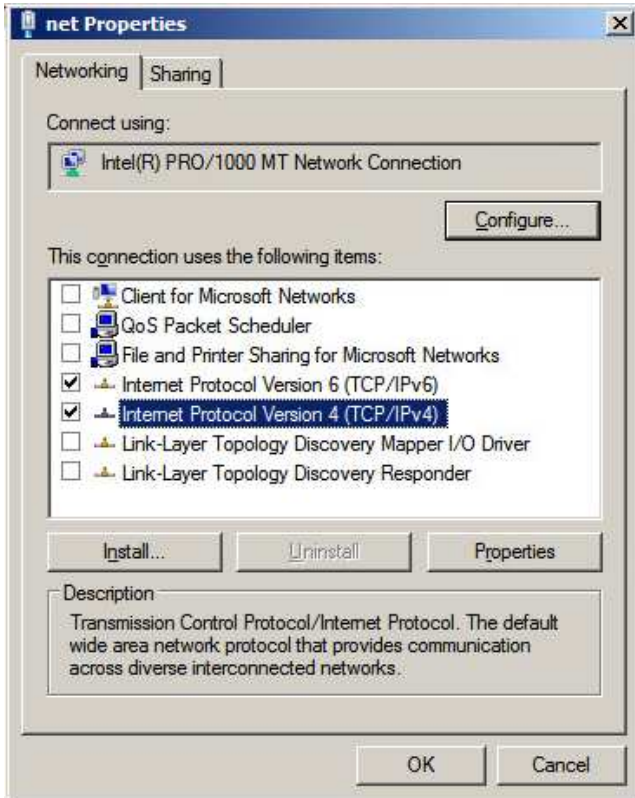 net Properties
Networking
Sharing
Connect using:
Intel(R) PRO/1000 MT Network Connection
Configure...
This connection uses the following items:
Client for Microsoft Networks
QoS Packet Scheduler
File and Printer Sharing for Microsoft Networks
Internet Protocol Version 6 (TCP/IPv6)
Internet Protocol Version 4 (TCP/IPv4)
Link-Layer Topology Discovery Mapper I/O Driver
Link-Layer Topology Discovery Responder
Install...
Uninstall
Properties
Description
Transmission Control Protocol/Internet Protocol. The default
wide area network protocol that provides communication
across diverse interconnected networks.
OK
Cancel